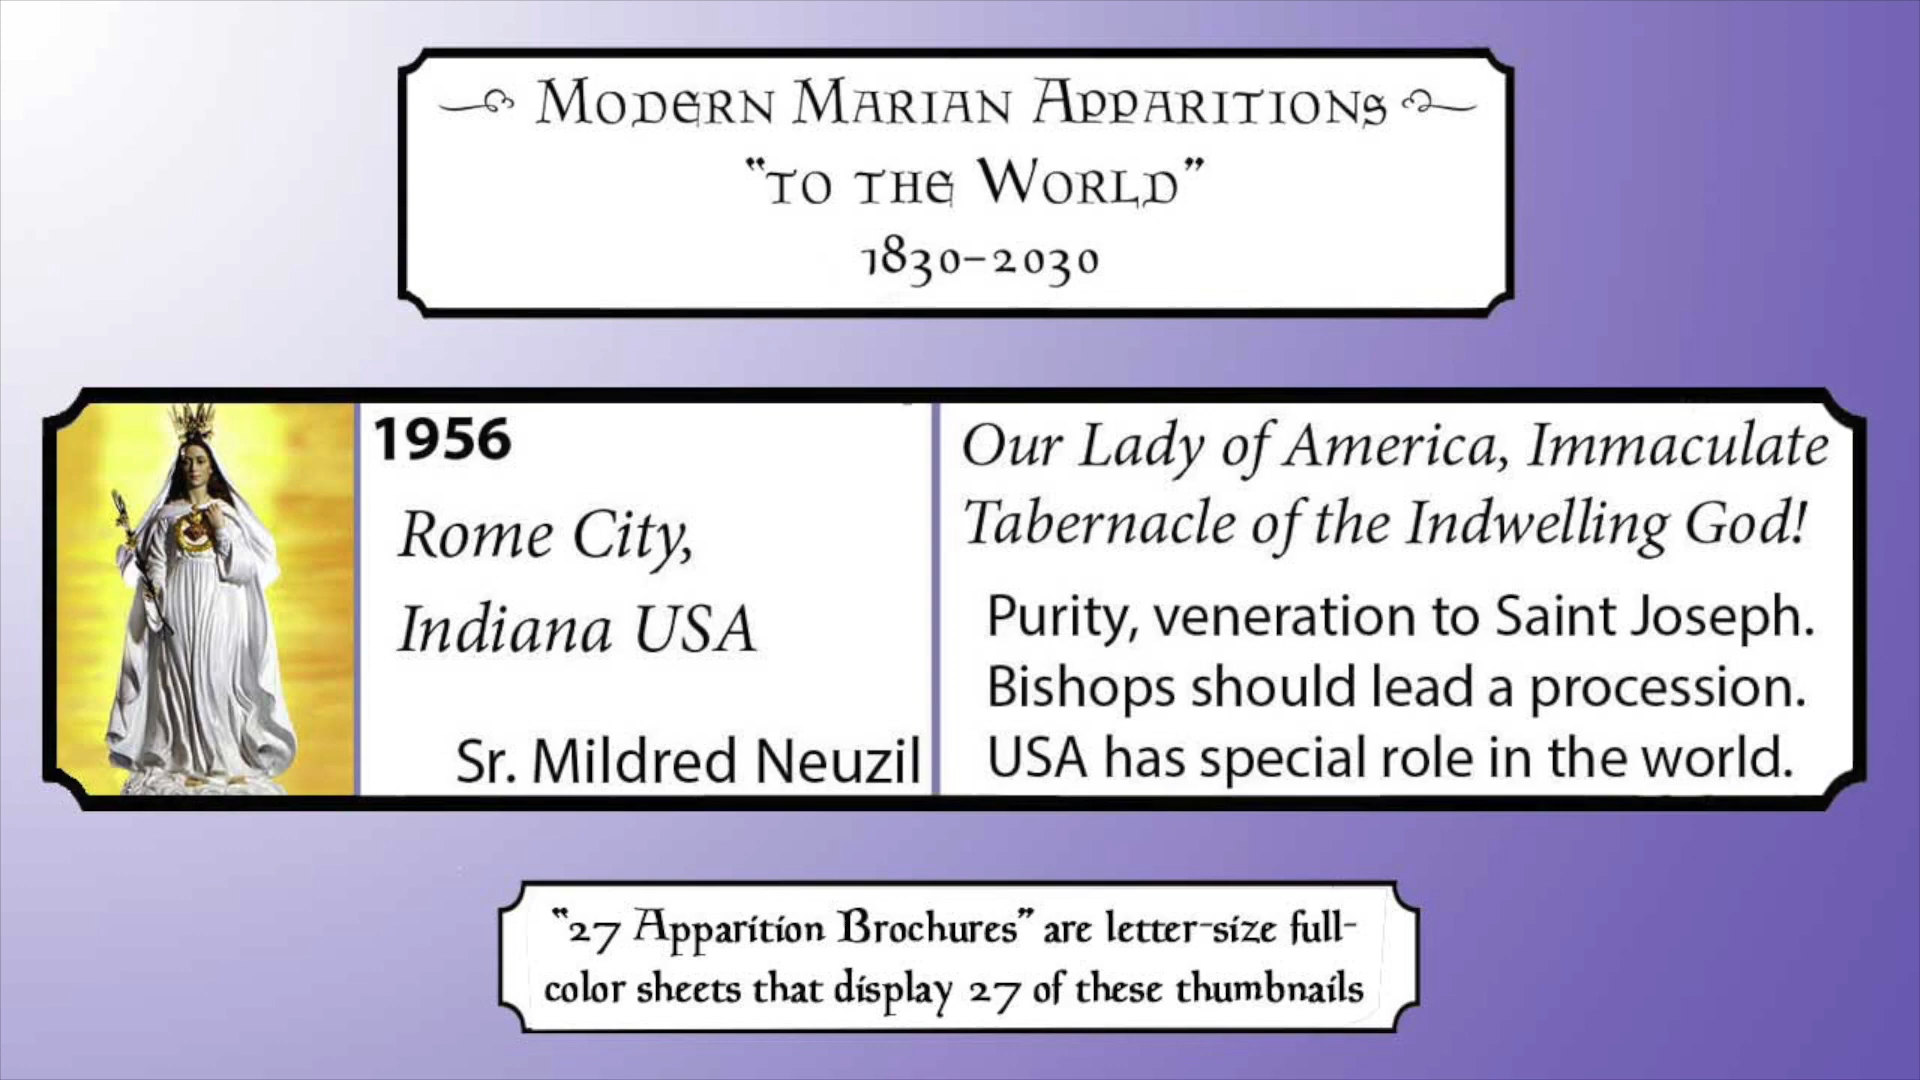 Modern Marian Apparitions
“to the World”
1830–2030
1956
Rome City,
Indiana USA
Sr. Mildred Neuzil
Our Lady of America, Immaculate
Tabernacle of the Indwelling God!
Purity, veneration to Saint Joseph.
Bishops should lead a procession.
USA has special role in the world.
“27 Apparition Brochures” are letter-size full-
color sheets that display 27 of these thumbnails